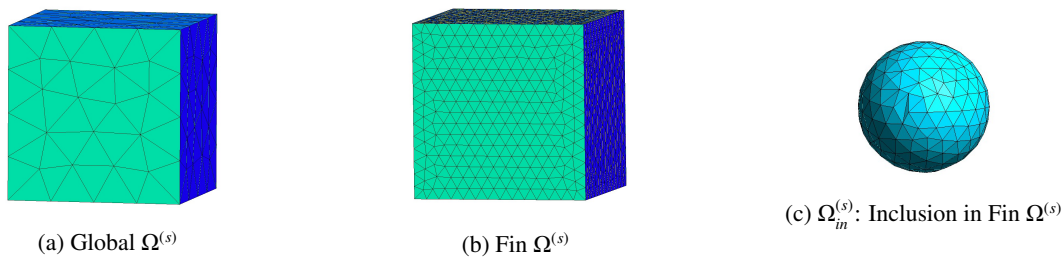 (a) Global Ω^(s)
(b) Fin Ω^(s)
(c) Ω_in^(s): Inclusion in Fin Ω^(s)